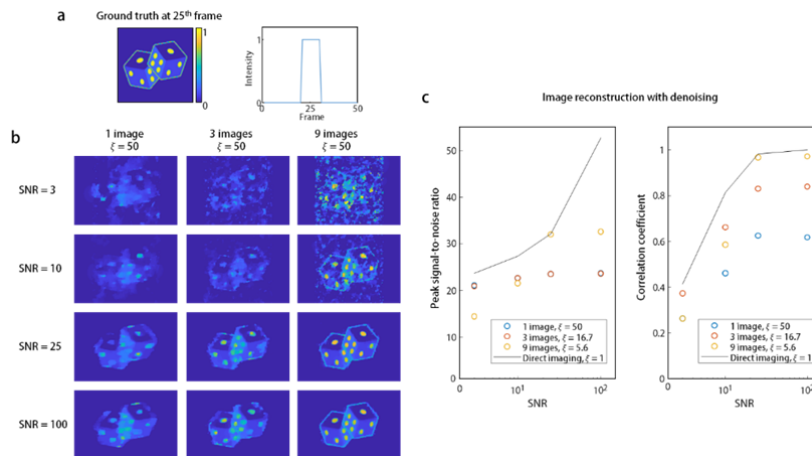 a
Ground truth at 25th frame
1
0
Intensity
1
0
0
25
50
Frame
b
1 image
ξ = 50
3 images
ξ = 50
9 images
ξ = 50
SNR = 3
SNR = 10
SNR = 25
SNR = 100
c
Image reconstruction with denoising
Peak signal-to-noise ratio
50
40
30
20
10
0
1 image, ξ = 50
3 images, ξ = 16.7
9 images, ξ = 5.6
Direct imaging, ξ = 1
10¹
10²
SNR
Correlation coefficient
1
0.8
0.6
0.4
0.2
0
1 image, ξ = 50
3 images, ξ = 16.7
9 images, ξ = 5.6
Direct imaging, ξ = 1
10¹
10²
SNR